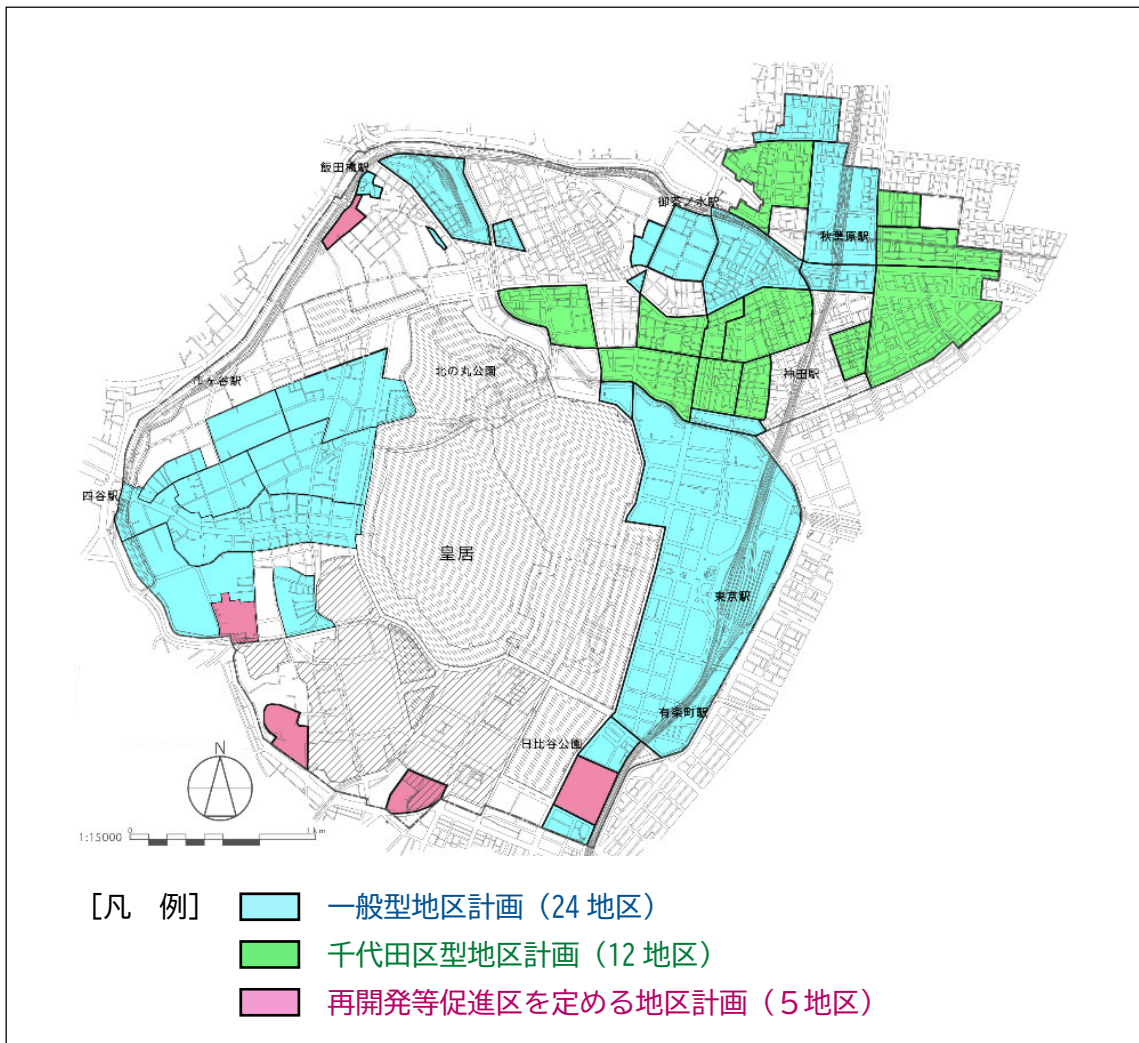 飯田橋駅
御茶ノ水駅
秋葉原駅
神田駅
北の丸公園
市ヶ谷駅
四谷駅
皇居
東京駅
有楽町駅
日比谷公園
N
1:15000
0
1km
[凡　例]
一般型地区計画（24 地区）
千代田区型地区計画（12 地区）
再開発等促進区を定める地区計画（５地区）